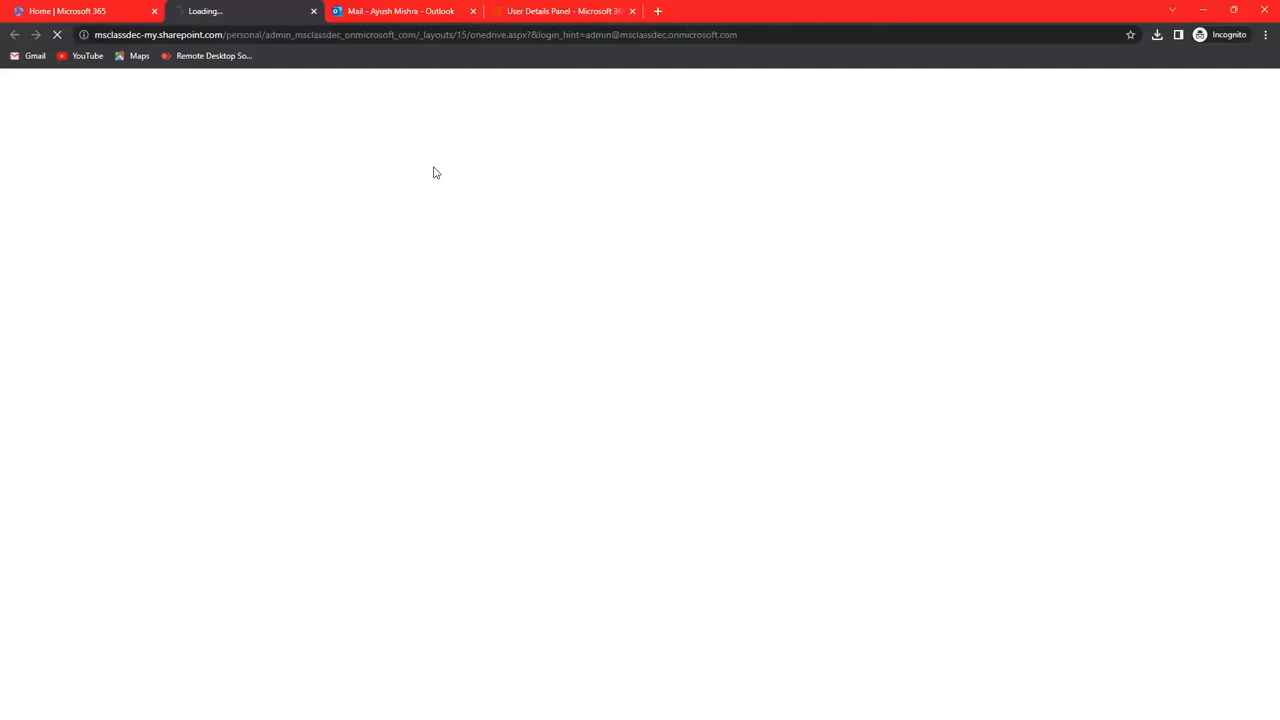 Home | Microsoft 365 Loading... Mail - Ayush Mishra - Outlook User Details Panel - Microsoft 36
msclassdec-my.sharepoint.com/personal/admin_msclassdec_onmicrosoft_com/_layouts/15/onedrive.aspx?&login_hint=admin@msclassdec.onmicrosoft.com Incognito
Gmail YouTube Maps Remote Desktop So...